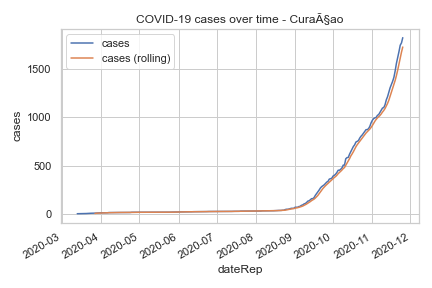 COVID-19 cases over time - CuraÃ§ao
cases
cases (rolling)
1500
1000
500
0
cases
2020-03
2020-04
2020-05
2020-06
2020-07
2020-08
2020-09
2020-10
2020-11
2020-12
dateRep